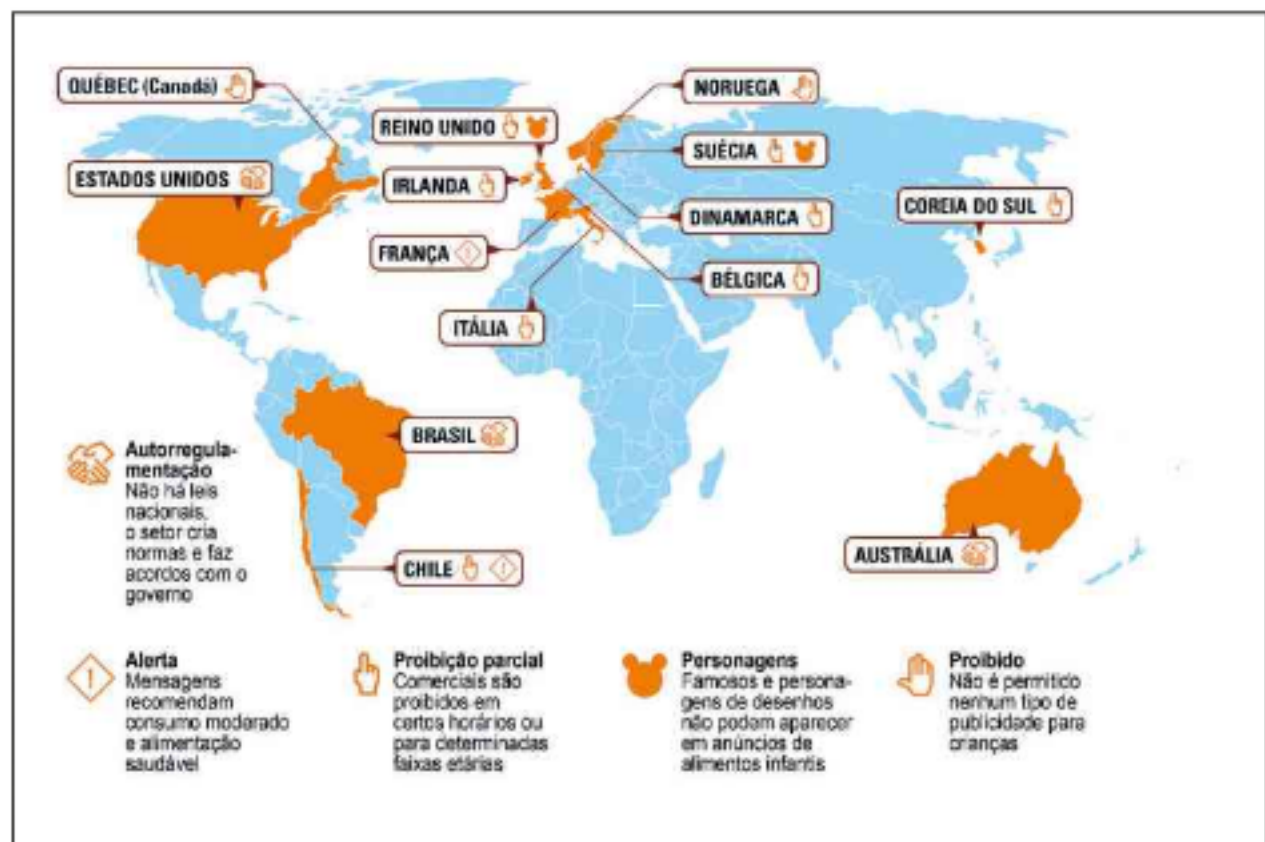 QUÉBEC (Canadá)
NORUEGA
REINO UNIDO
SUÉCIA
ESTADOS UNIDOS
IRLANDA
DINAMARCA
COREIA DO SUL
FRANÇA
BÉLGICA
ITÁLIA
BRASIL
AUSTRÁLIA
CHILE
Autorregula-
mentação
Não há leis
nacionais,
o setor cria
normas e faz
acordos com o
governo
Alerta
Mensagens
recomendam
consumo moderado
e alimentação
saudável
Proibição parcial
Comerciais são
proibidos em
certos horários ou
para determinadas
faixas etárias
Personagens
Famosos e persona-
gens de desenhos
não podem aparecer
em anúncios de
alimentos infantis
Proibido
Não é permitido
nenhum tipo de
publicidade para
crianças